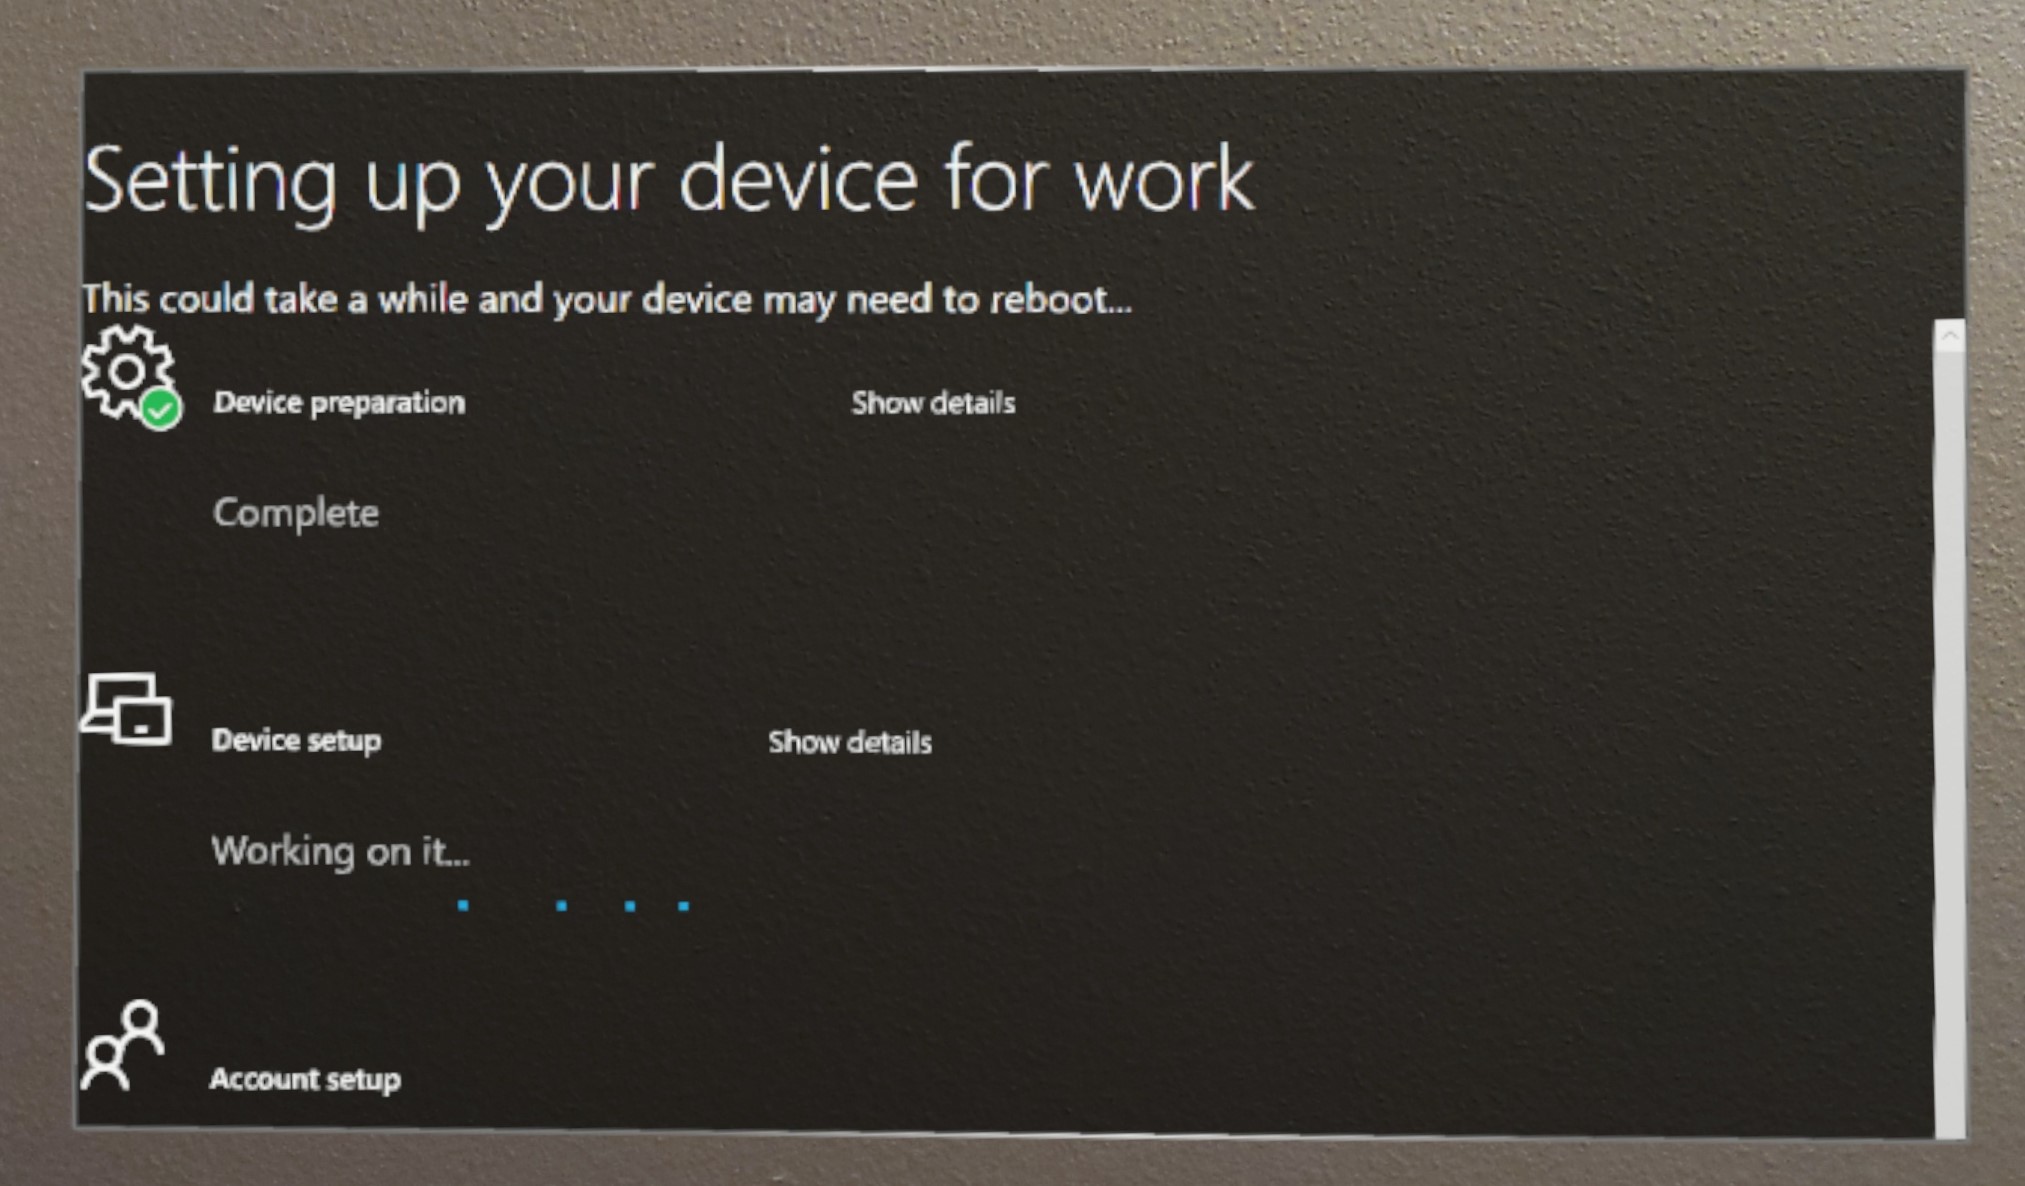 Setting up your device for work
This could take a while and your device may need to reboot...
Device preparation
Show details
Complete
Device setup
Show details
Working on it...
Account setup